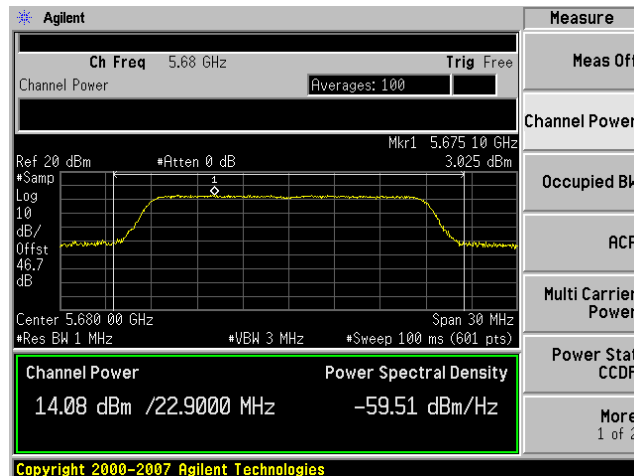 Agilent
Measure
Ch Freq 5.68 GHz Trig Free
Meas Off
Channel Power
Averages: 100
Channel Power
Mkr1 5.675 10 GHz
Ref 20 dBm #Atten 0 dB 3.025 dBm
#Samp
1
Log
10
dB/
Offst
46.7
dB
Occupied BW
ACP
Multi Carrier
Power
Center 5.680 00 GHz Span 30 MHz
#Res BW 1 MHz #VBW 3 MHz #Sweep 100 ms (601 pts)
Power Stat
CCDF
Channel Power Power Spectral Density
14.08 dBm /22.9000 MHz -59.51 dBm/Hz
More
1 of 2
Copyright 2000-2007 Agilent Technologies